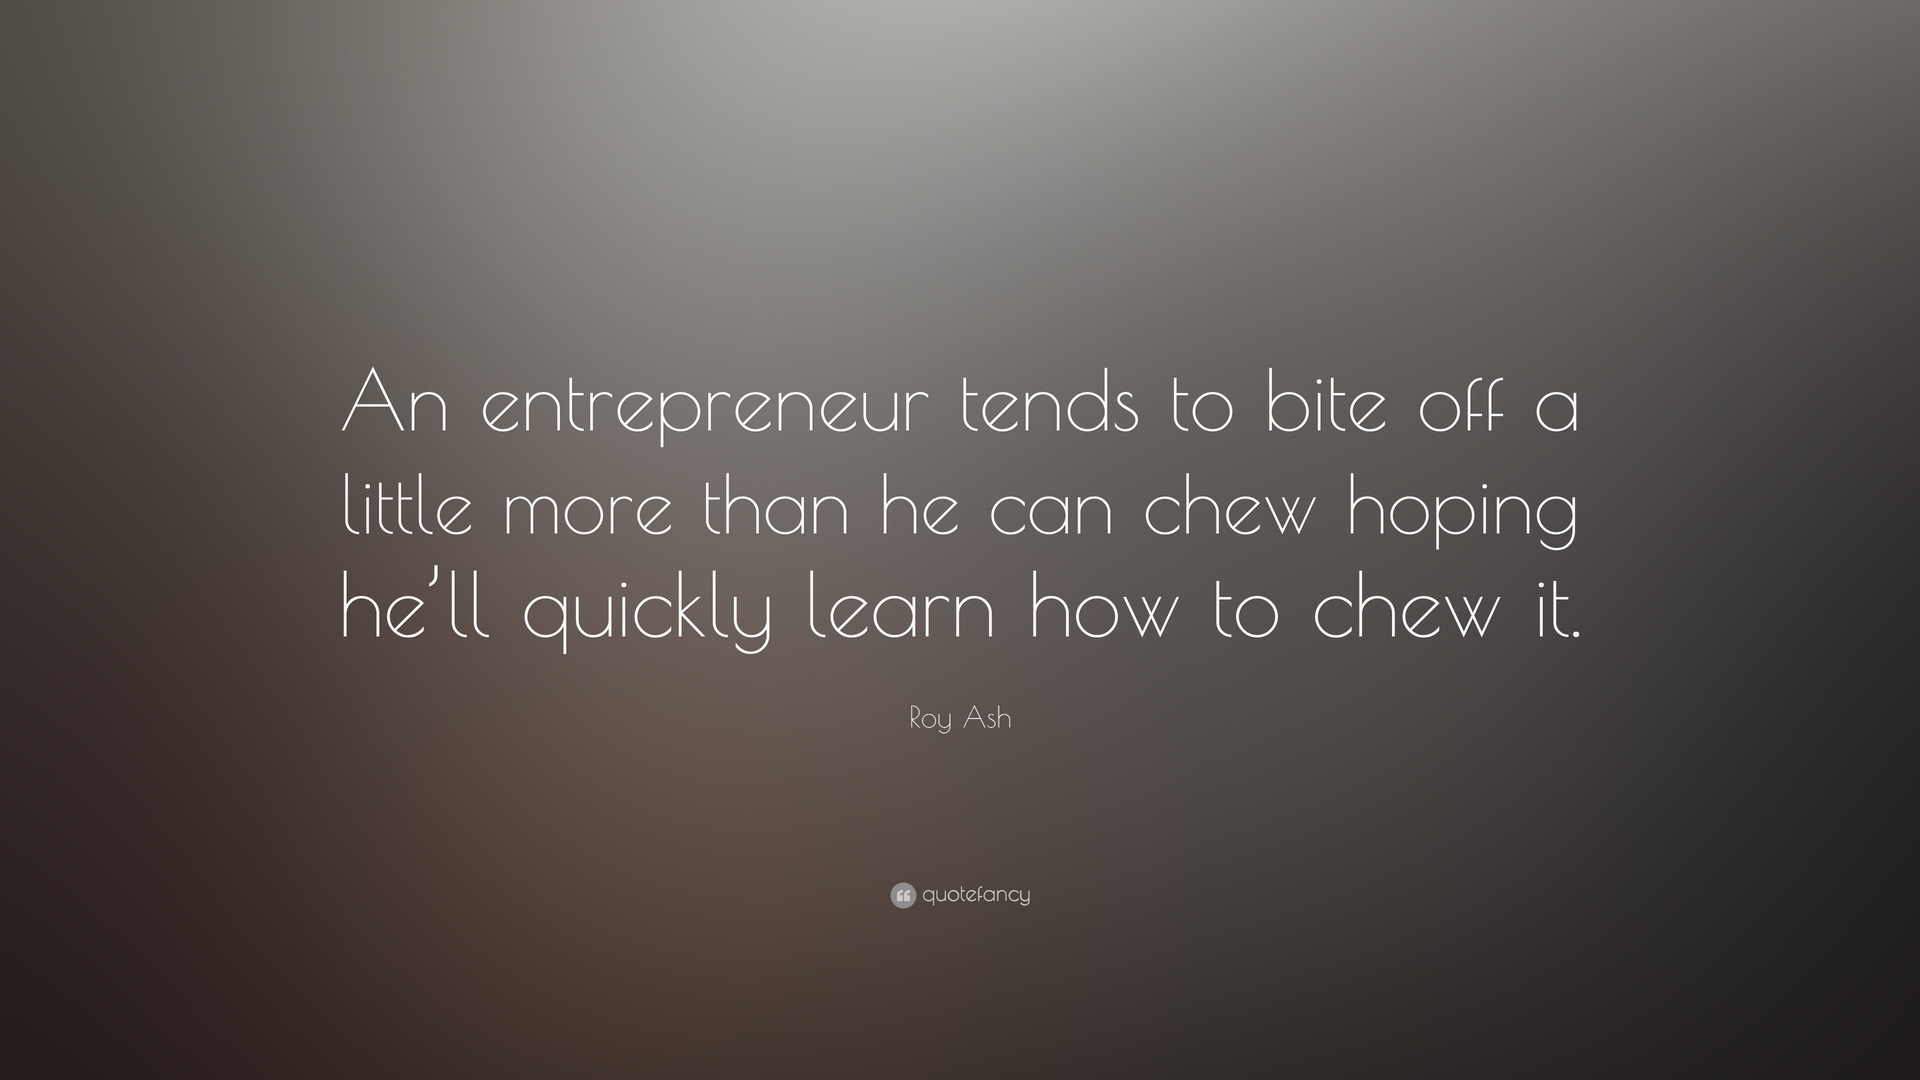 An entrepreneur tends to bite off a
little more than he can chew hoping
he’ll quickly learn how to chew it.
Roy Ash
quotefancy